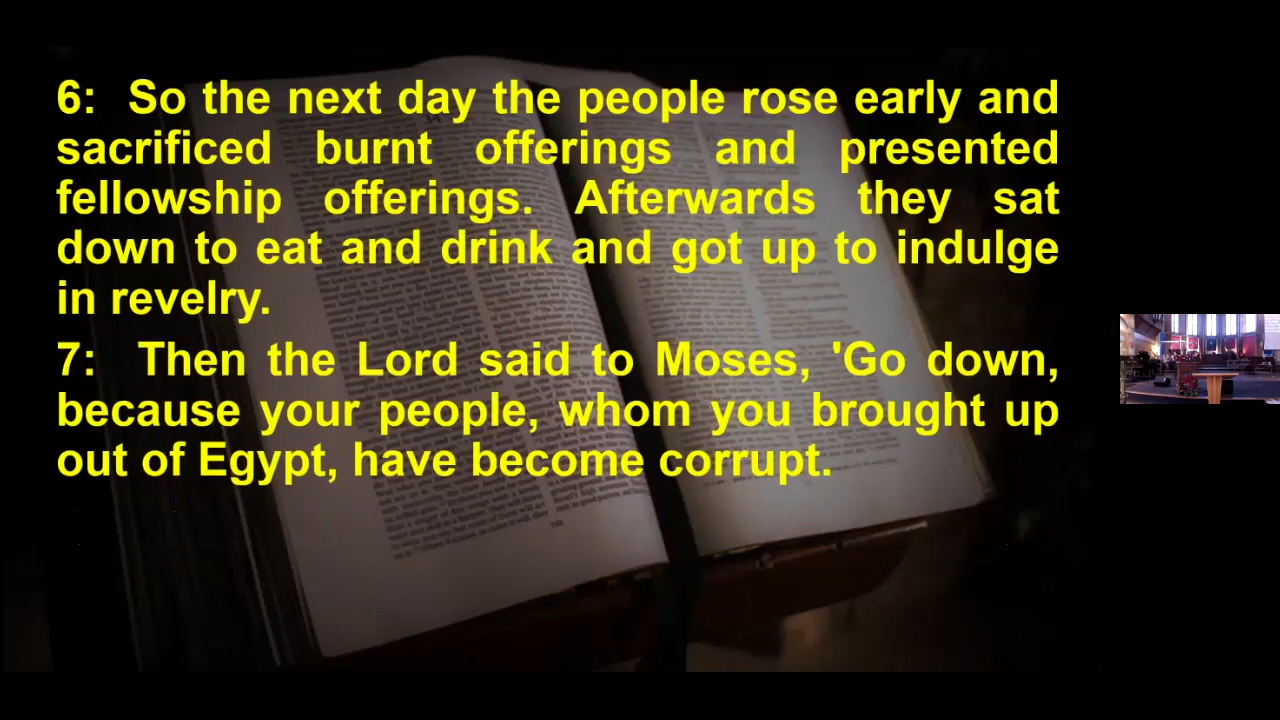 6: So the next day the people rose early and
sacrificed burnt offerings and presented
fellowship offerings. Afterwards they sat
down to eat and drink and got up to indulge
in revelry.
7: Then the Lord said to Moses, 'Go down,
because your people, whom you brought up
out of Egypt, have become corrupt.